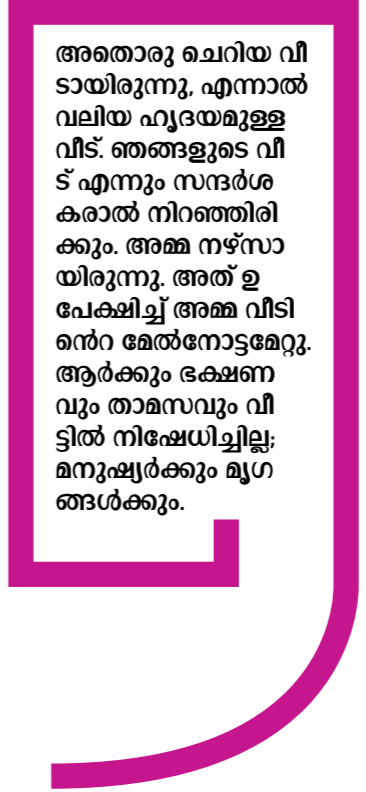 അതൊരു ചെറിയ വീ
ടായിരുന്നു, എന്നാൽ
വലിയ ഹൃദയമുള്ള
വീട്. ഞങ്ങളുടെ വീ
ട് എന്നും സന്ദർശ
കരാൽ നിറഞ്ഞിരി
ക്കും. അമ്മ നഴ്സാ
യിരുന്നു. അത് ഉ
പേക്ഷിച്ച് അമ്മ വീടി
ൻെറ മേൽനോട്ടമേറ്റു.
ആർക്കും ഭക്ഷണ
വും താമസവും വീ
ട്ടിൽ നിഷേധിച്ചില്ല;
മനുഷ്യർക്കും മൃഗ
ങ്ങൾക്കും.